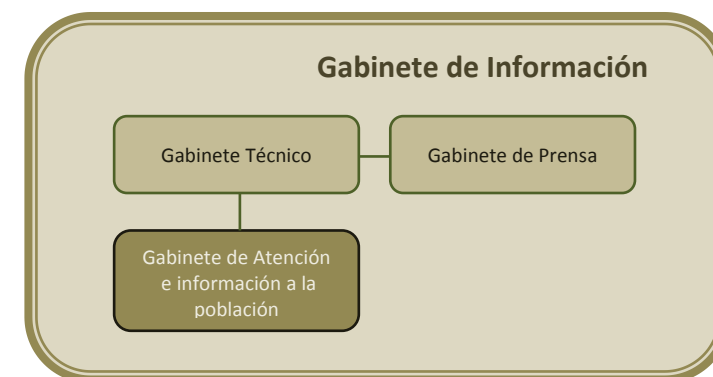 Gabinete de Información
Gabinete Técnico
Gabinete de Prensa
Gabinete de Atención
e información a la
población